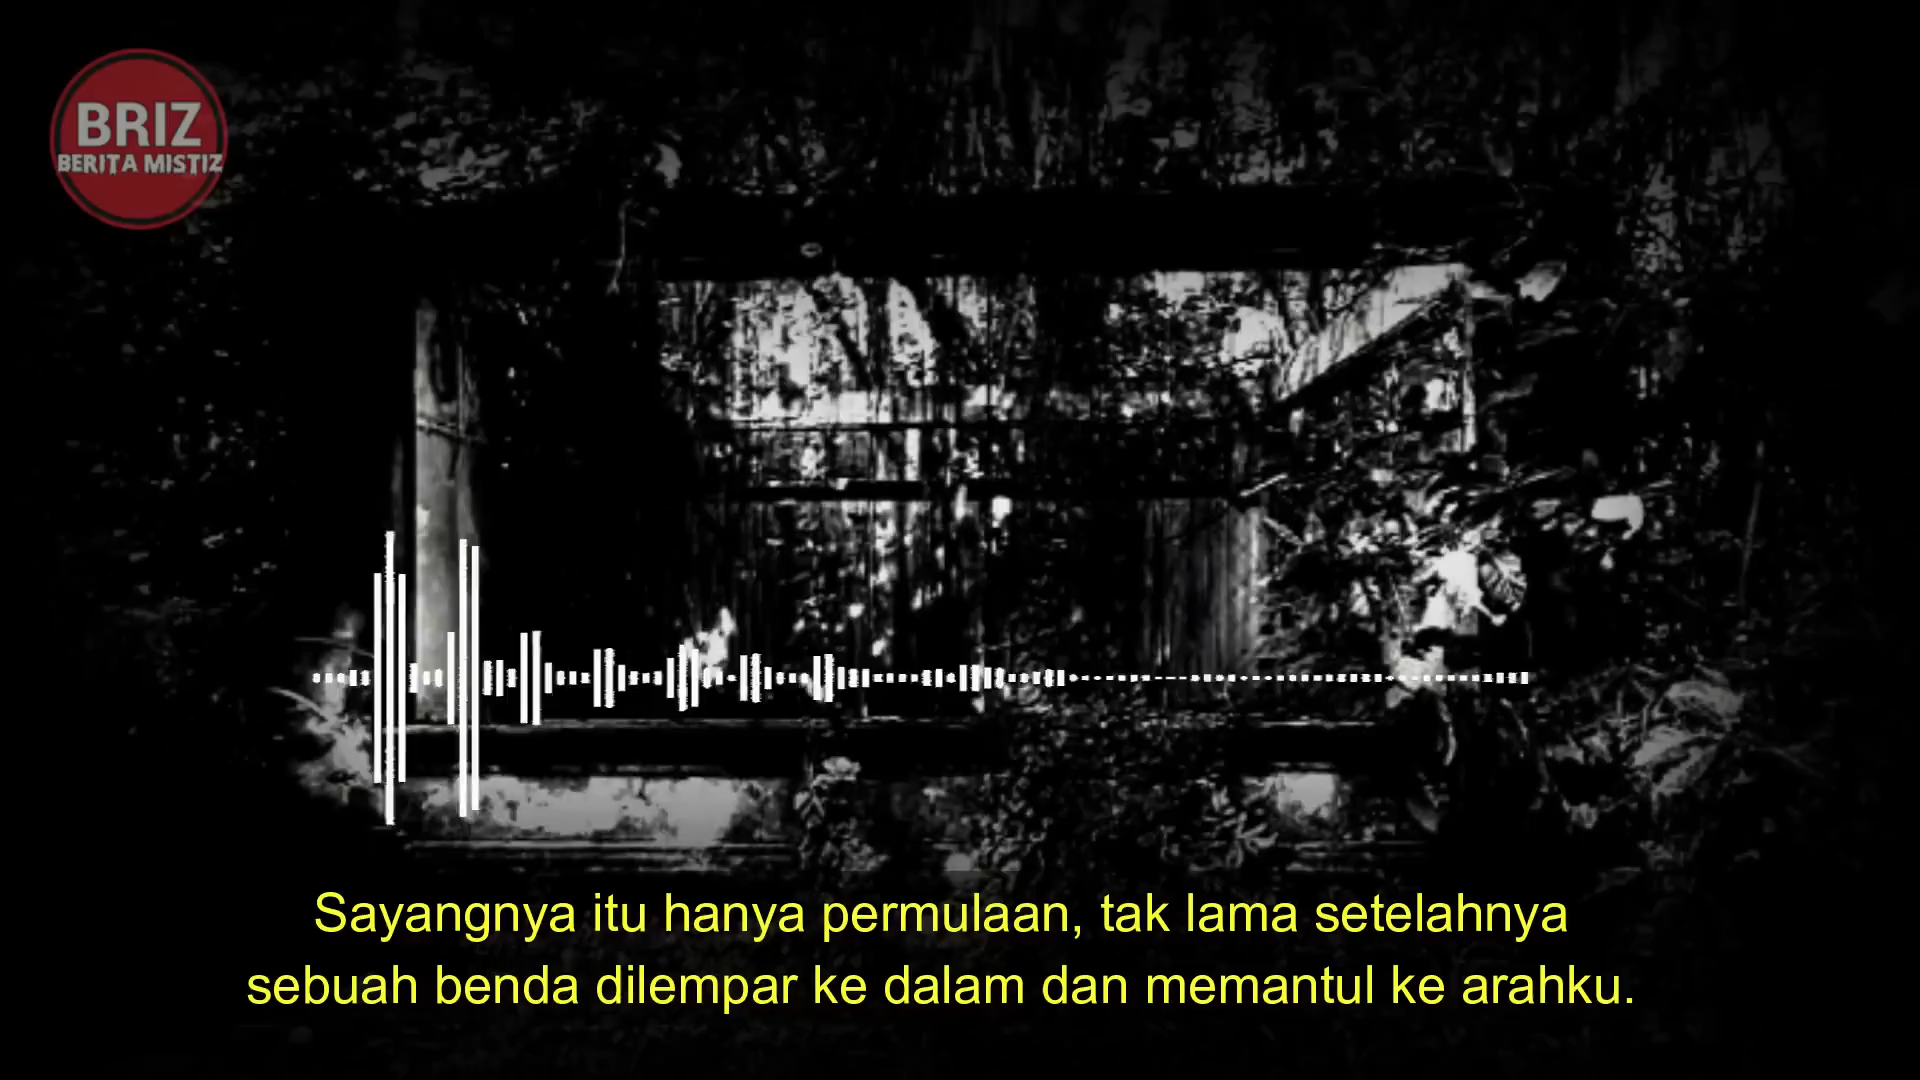 BRIZ
BERITA MISTIZ
Sayangnya itu hanya permulaan, tak lama setelahnya
sebuah benda dilempar ke dalam dan memantul ke arahku.